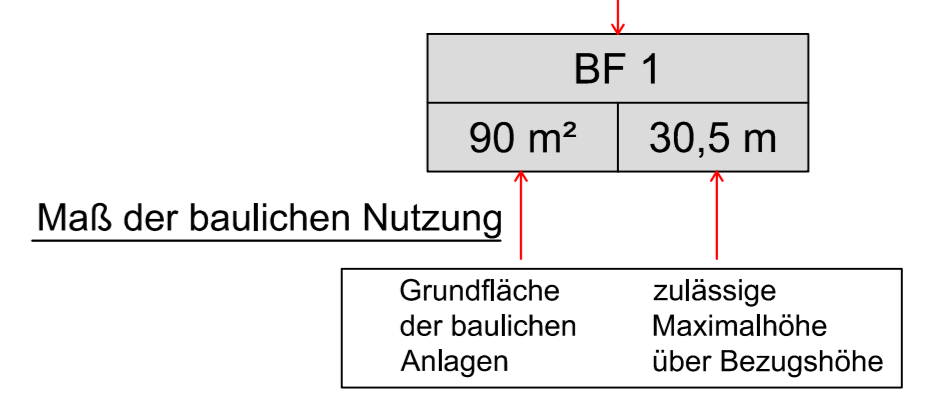 BF 1
90 m² 30,5 m
Maß der baulichen Nutzung
Grundfläche zulässige
der baulichen Maximalhöhe
Anlagen über Bezugshöhe